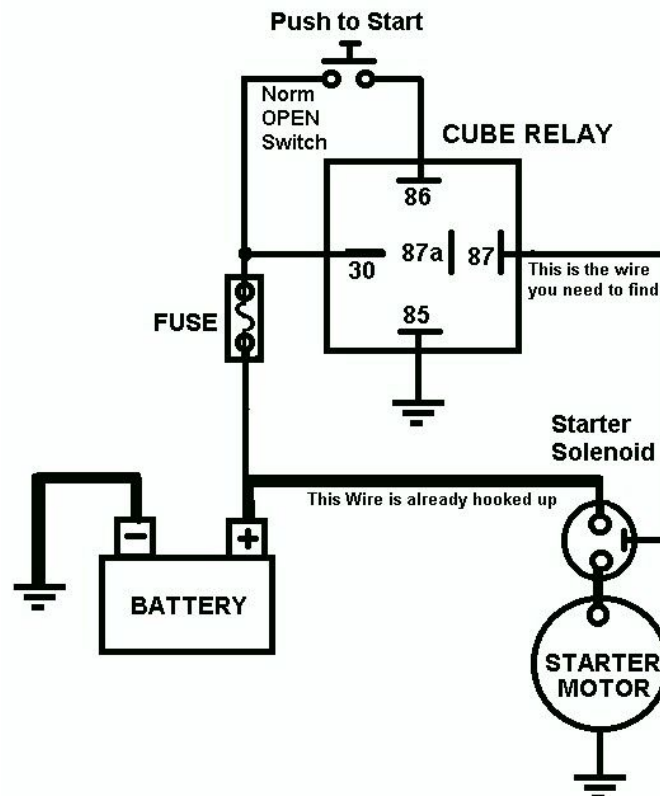 Push to Start
Norm
OPEN
Switch
CUBE RELAY
86
30
87a
87
This is the wire
you need to find
85
FUSE
Starter
Solenoid
This Wire is already hooked up
−
+
BATTERY
STARTER
MOTOR